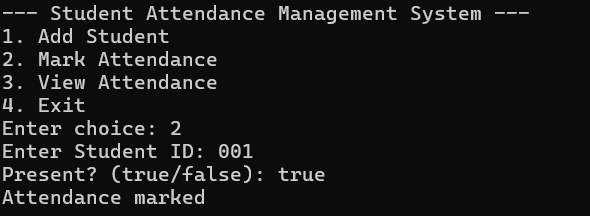 --- Student Attendance Management System ---
1. Add Student
2. Mark Attendance
3. View Attendance
4. Exit
Enter choice: 2
Enter Student ID: 001
Present? (true/false): true
Attendance marked